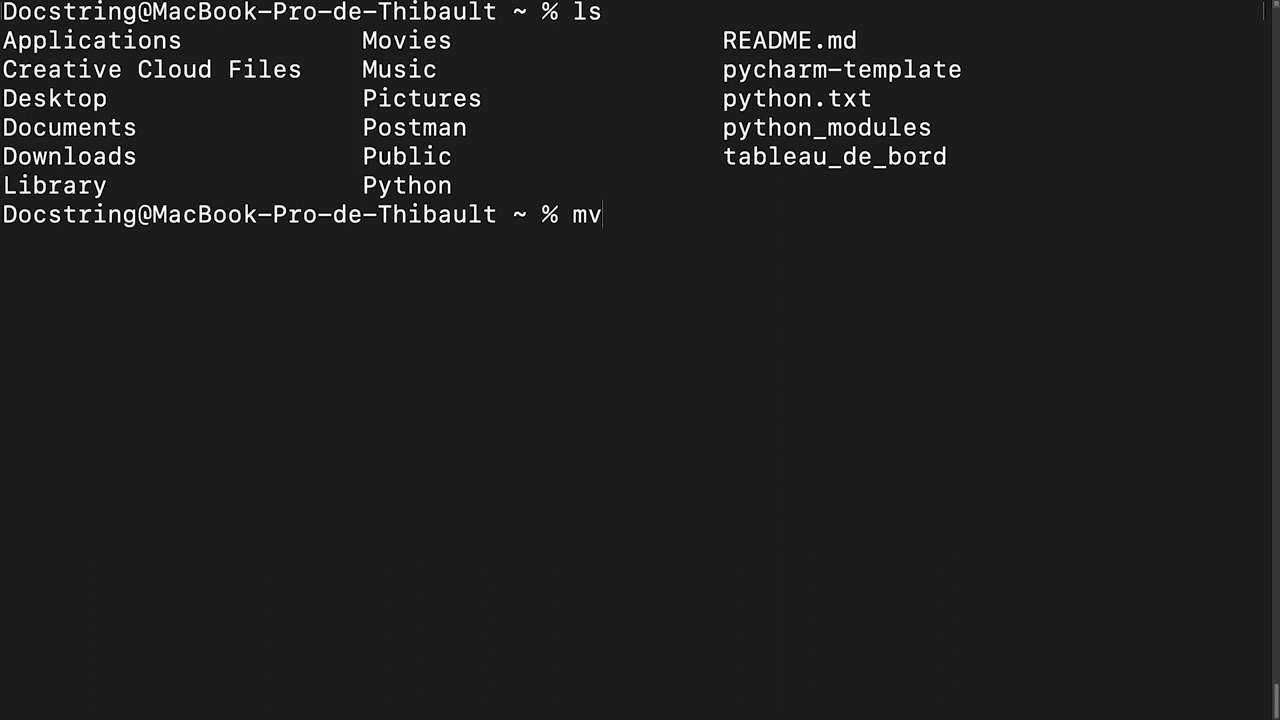 Docstring@MacBook-Pro-de-Thibault ~ % ls
Applications Movies README.md
Creative Cloud Files Music pycharm-template
Desktop Pictures python.txt
Documents Postman python_modules
Downloads Public tableau_de_bord
Library Python
Docstring@MacBook-Pro-de-Thibault ~ % mv